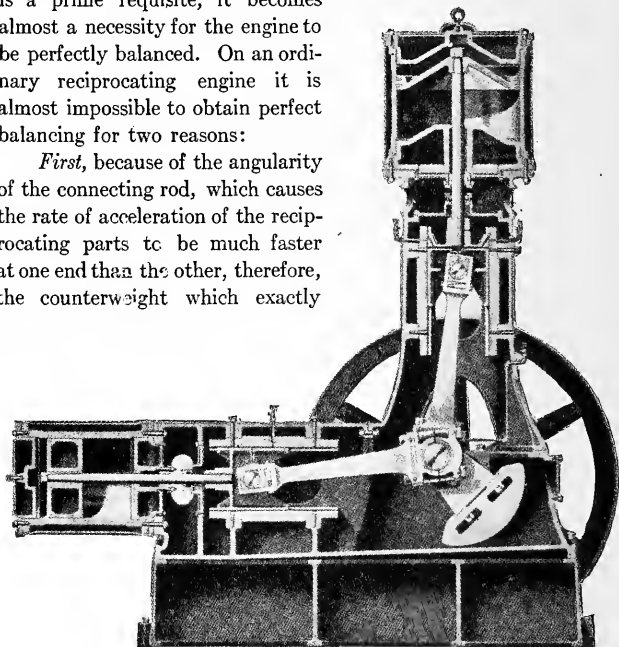 is a prime requisite, it becomes
almost a necessity for the engine to
be perfectly balanced. On an ordi-
nary reciprocating engine it is
almost impossible to obtain perfect
balancing for two reasons:
First, because of the angularity
of the connecting rod, which causes
the rate of acceleration of the recip-
rocating parts to be much faster
at one end than the other, therefore,
the counterweight which exactly